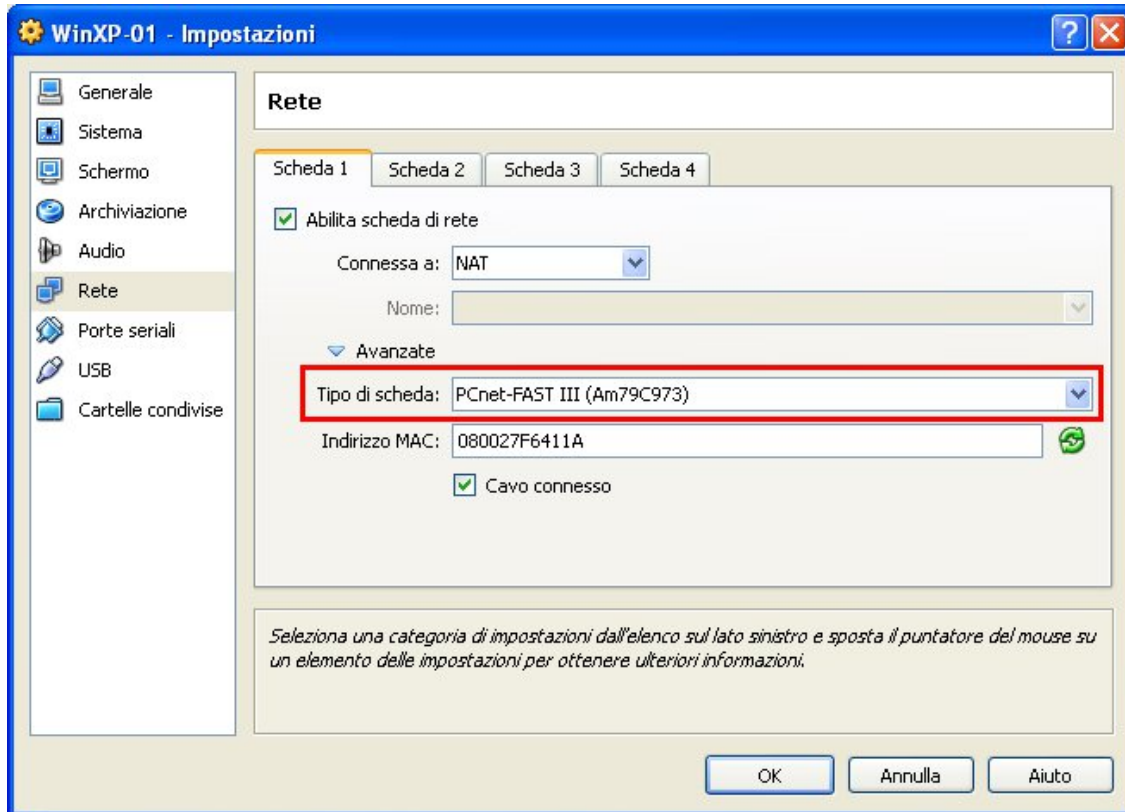 WinXP-01 - Impostazioni
?
Generale
Sistema
Schermo
Archiviazione
Audio
Rete
Porte seriali
USB
Cartelle condivise
Rete
Scheda 1 Scheda 2 Scheda 3 Scheda 4
Abilita scheda di rete
Connessa a: NAT
Nome:
Avanzate
Tipo di scheda: PCnet-FAST III (Am79C973)
Indirizzo MAC: 080027F6411A
Cavo connesso
Seleziona una categoria di impostazioni dall'elenco sul lato sinistro e sposta il puntatore del mouse su
un elemento delle impostazioni per ottenere ulteriori informazioni.
OK Annulla Aiuto